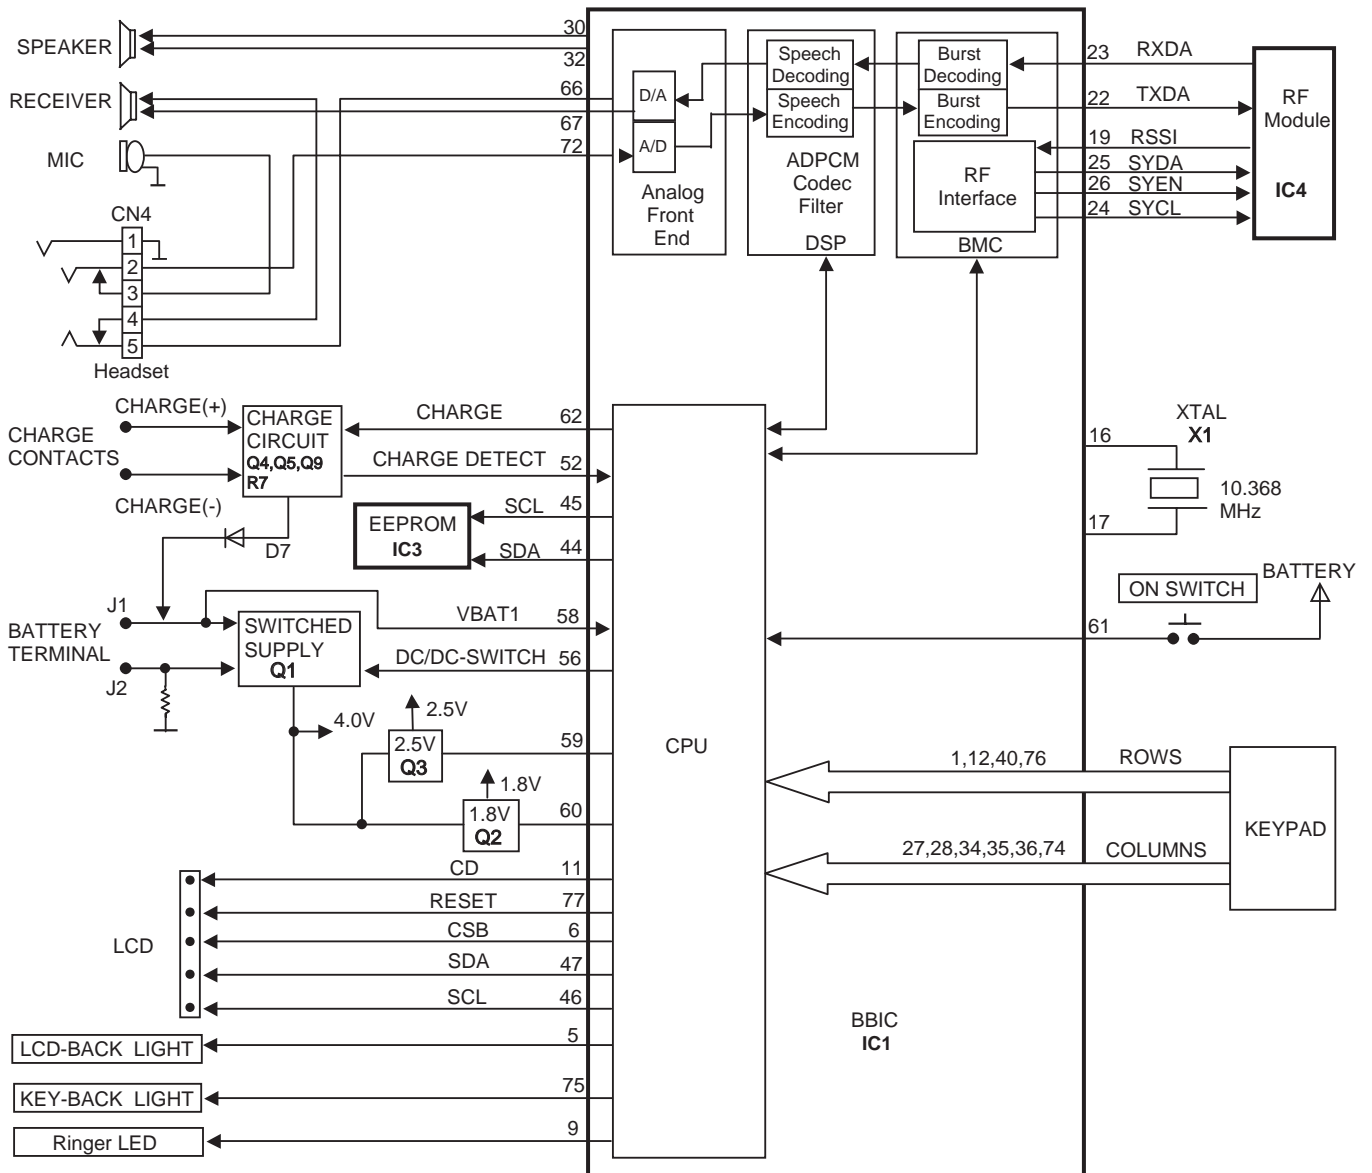 SPEAKER
30
32
RECEIVER
66
67
MIC
72
CN4
1
2
3
4
5
Headset
D/A
A/D
Analog
Front
End
Speech
Decoding
Speech
Encoding
ADPCM
Codec
Filter
DSP
Burst
Decoding
Burst
Encoding
RF
Interface
BMC
23 RXDA
22 TXDA
19 RSSI
25 SYDA
26 SYEN
24 SYCL
RF
Module
IC4
CHARGE(+)
CHARGE
CONTACTS
CHARGE(-)
CHARGE
CIRCUIT
Q4,Q5,Q9
R7
CHARGE 62
CHARGE DETECT 52
D7
EEPROM
IC3
SCL 45
SDA 44
XTAL
X1
16
17
10.368
MHz
J1
BATTERY
TERMINAL
J2
SWITCHED
SUPPLY
Q1
VBAT1 58
DC/DC-SWITCH 56
ON SWITCH
BATTERY
61
4.0V
2.5V
2.5V
Q3
59
1.8V
1.8V
Q2
60
CPU
1,12,40,76 ROWS
27,28,34,35,36,74 COLUMNS
KEYPAD
LCD
CD 11
RESET 77
CSB 6
SDA 47
SCL 46
LCD-BACK LIGHT 5
KEY-BACK LIGHT 75
Ringer LED 9
BBIC
IC1